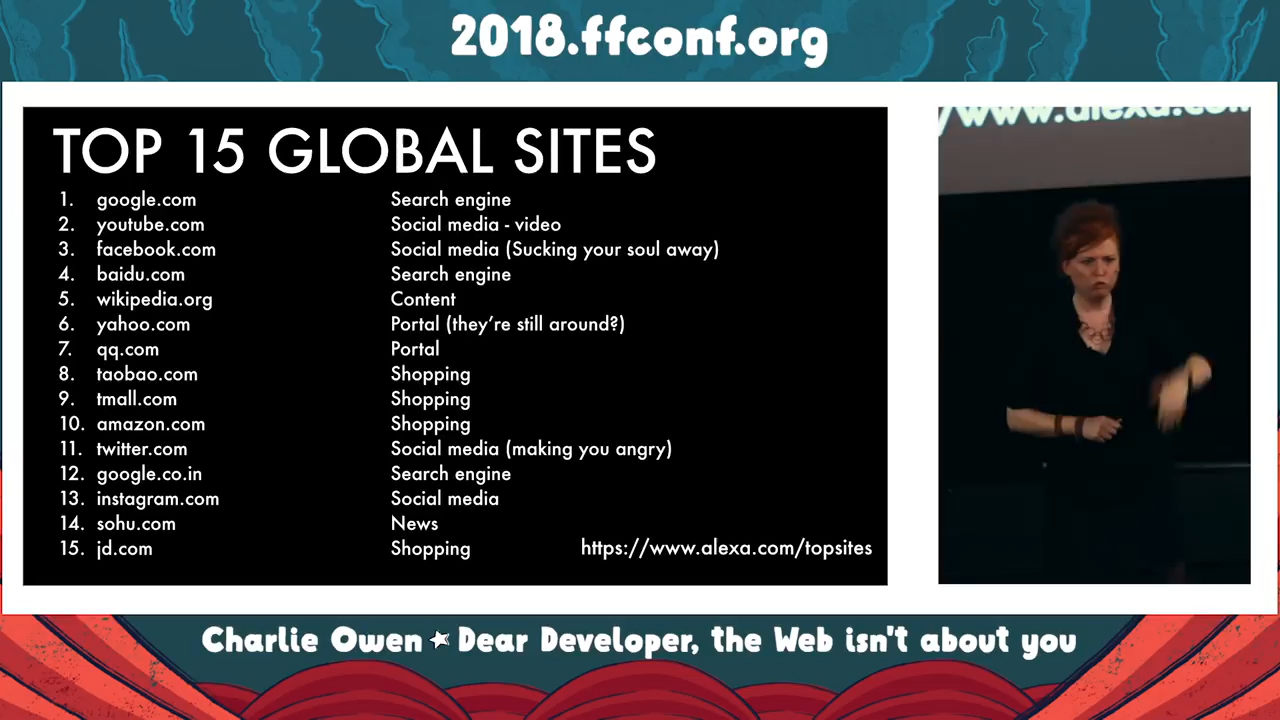 2018.ffconf.org
TOP 15 GLOBAL SITES
1. google.com Search engine
2. youtube.com Social media - video
3. facebook.com Social media (Sucking your soul away)
4. baidu.com Search engine
5. wikipedia.org Content
6. yahoo.com Portal (they’re still around?)
7. qq.com Portal
8. taobao.com Shopping
9. tmall.com Shopping
10. amazon.com Shopping
11. twitter.com Social media (making you angry)
12. google.co.in Search engine
13. instagram.com Social media
14. sohu.com News
15. jd.com Shopping https://www.alexa.com/topsites
/www.alexa.com
Charlie Owen ★ Dear Developer, the Web isn't about you